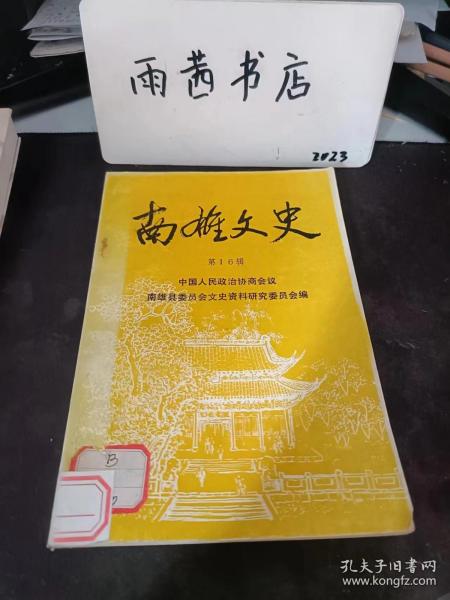 雨茜书店
2023
南雄文史
第16辑
中国人民政治协商会议
南雄县委员会文史资料研究委员会编
B
孔夫子旧书网
www.kongfz.com